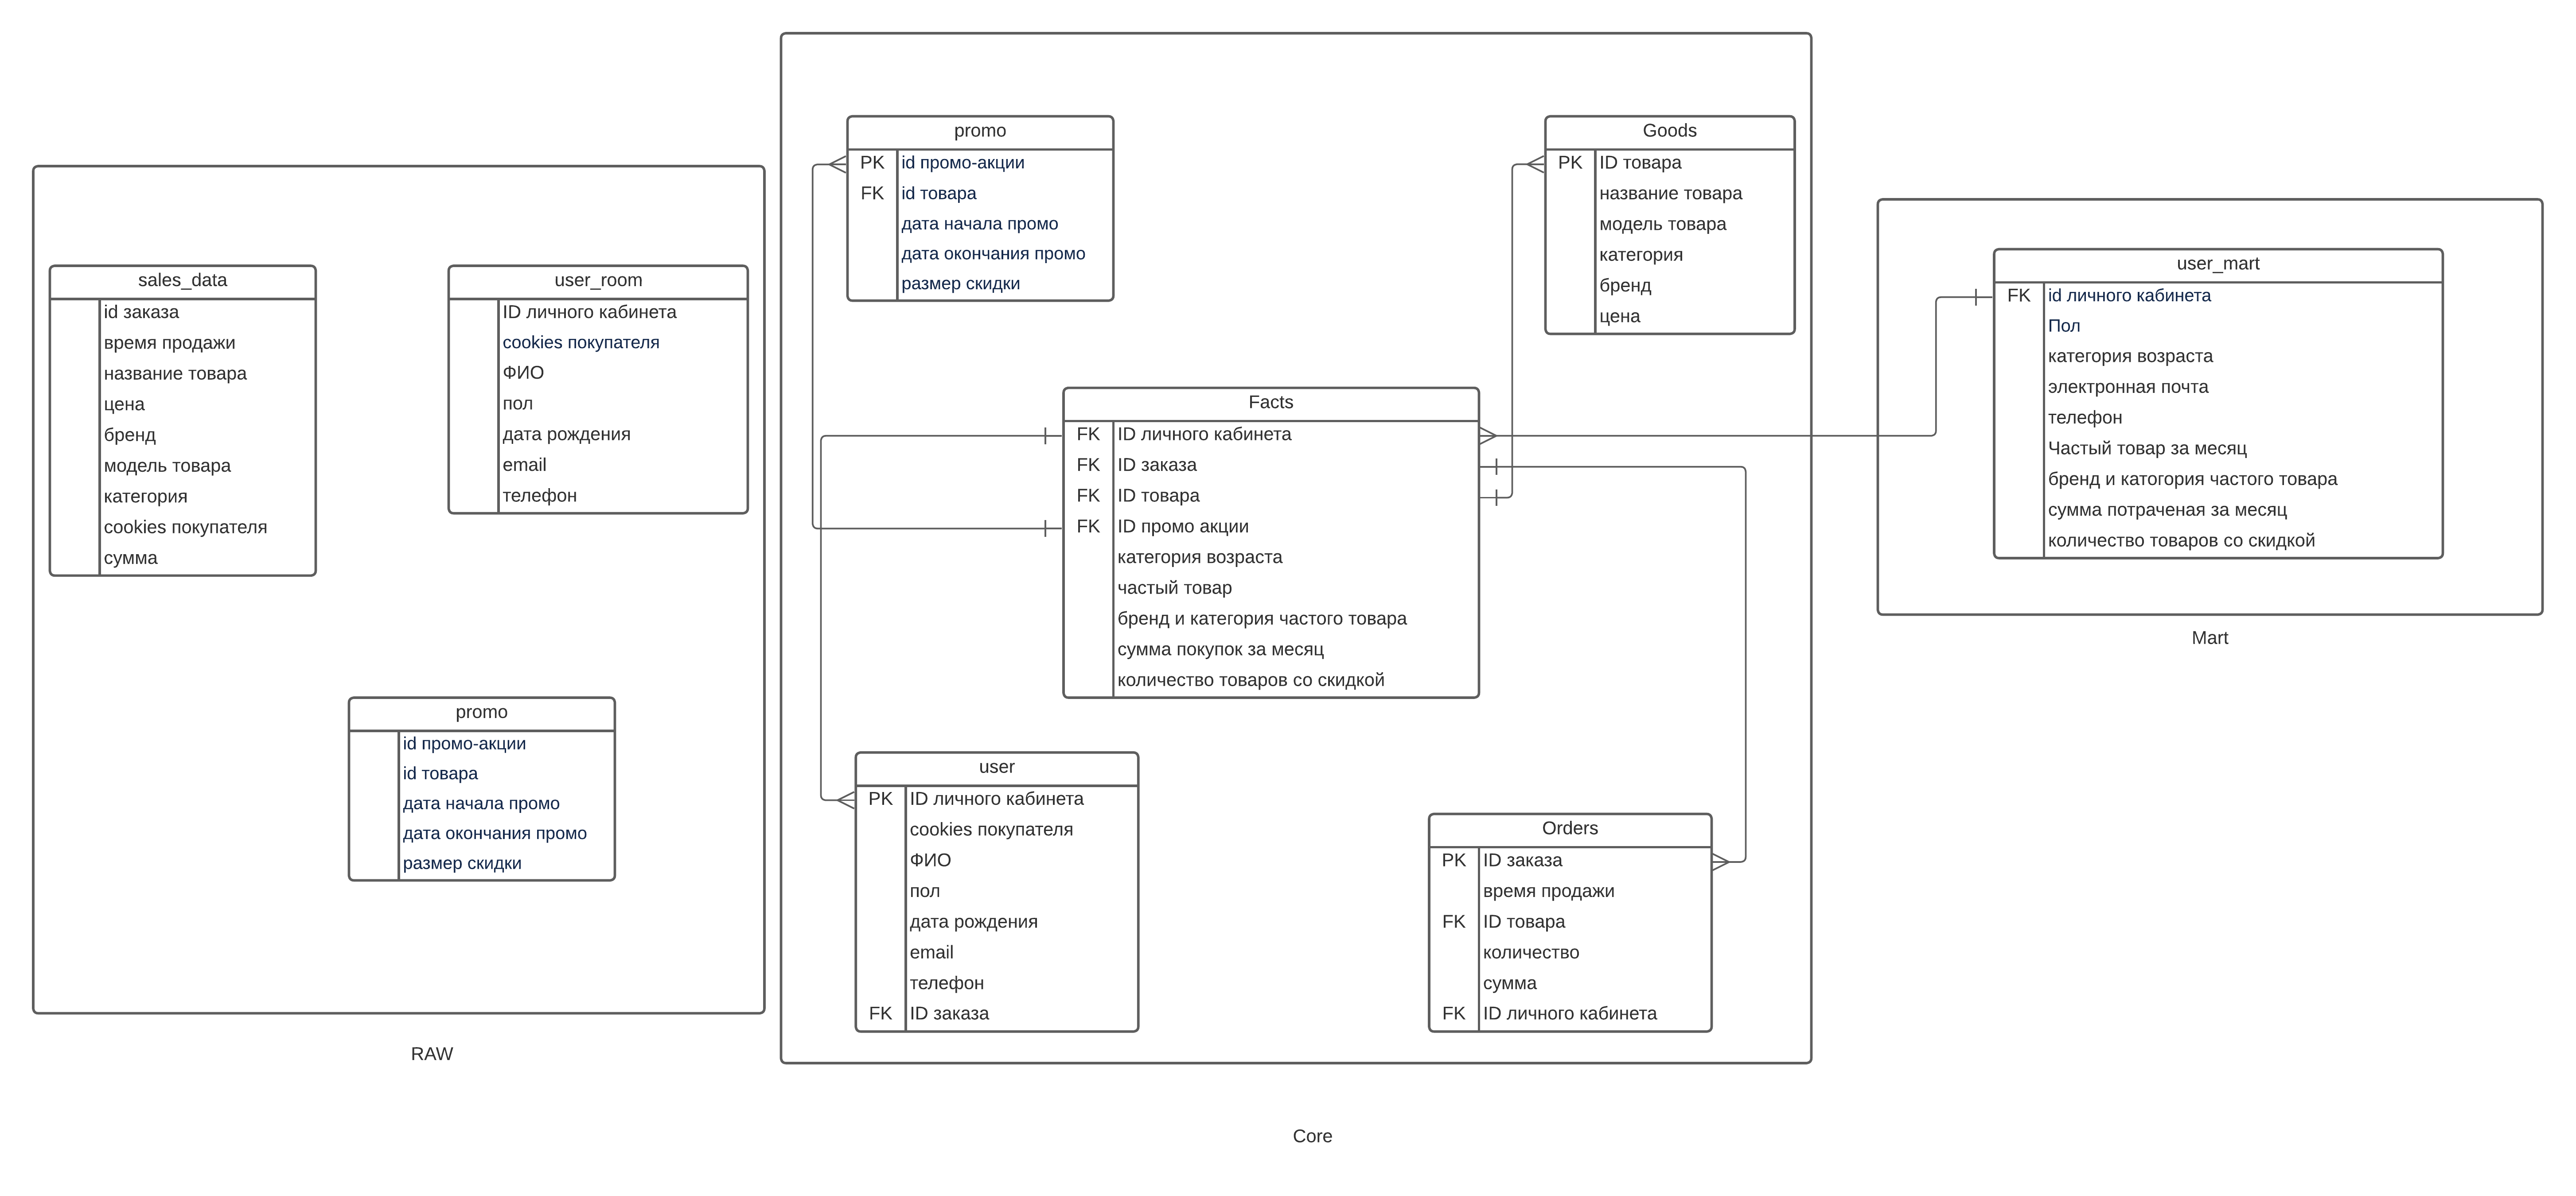 sales_data
id заказа
время продажи
название товара
цена
бренд
модель товара
категория
cookies покупателя
сумма
user_room
ID личного кабинета
cookies покупателя
ФИО
пол
дата рождения
email
телефон
promo
id промо-акции
id товара
дата начала промо
дата окончания промо
размер скидки
RAW
promo
PK id промо-акции
FK id товара
дата начала промо
дата окончания промо
размер скидки
Goods
PK ID товара
название товара
модель товара
категория
бренд
цена
Facts
FK ID личного кабинета
FK ID заказа
FK ID товара
FK ID промо акции
категория возраста
частый товар
бренд и категория частого товара
сумма покупок за месяц
количество товаров со скидкой
user
PK ID личного кабинета
cookies покупателя
ФИО
пол
дата рождения
email
телефон
FK ID заказа
Orders
PK ID заказа
время продажи
FK ID товара
количество
сумма
FK ID личного кабинета
Core
user_mart
FK id личного кабинета
Пол
категория возраста
электронная почта
телефон
Частый товар за месяц
бренд и катогория частого товара
сумма потраченая за месяц
количество товаров со скидкой
Mart